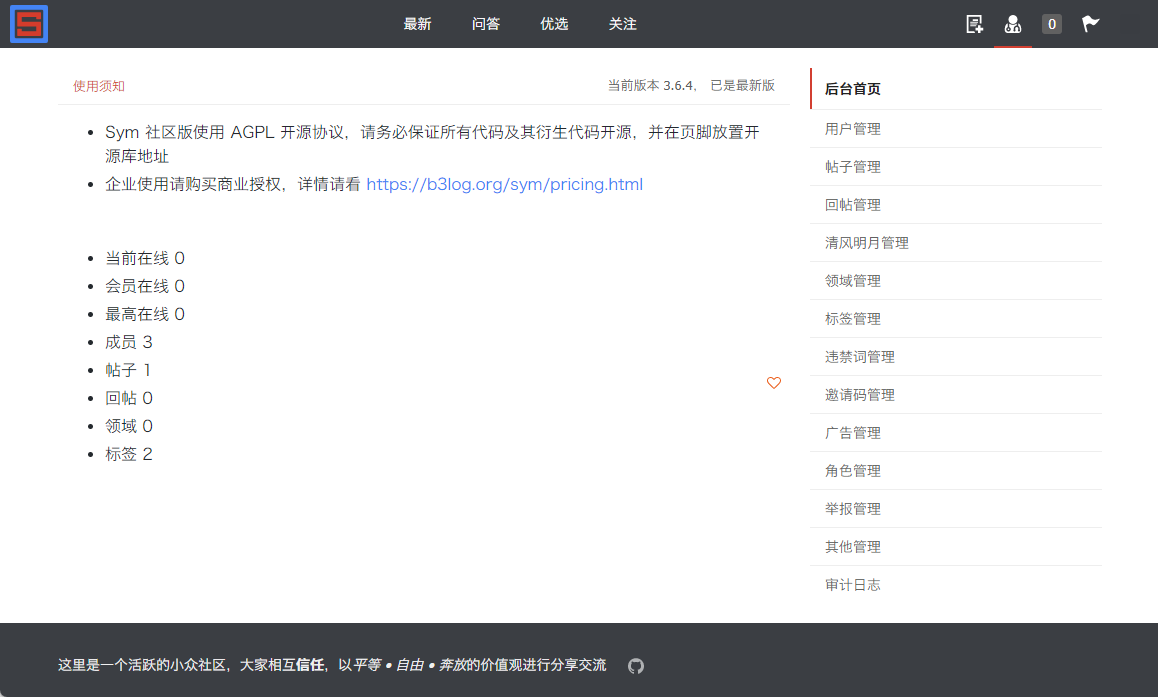 最新 问答 优选 关注 0
使用须知 当前版本 3.6.4， 已是最新版
Sym 社区版使用 AGPL 开源协议，请务必保证所有代码及其衍生代码开源，并在页脚放置开
源库地址
企业使用请购买商业授权，详情请看 https://b3log.org/sym/pricing.html
当前在线 0
会员在线 0
最高在线 0
成员 3
帖子 1
回帖 0
领域 0
标签 2
后台首页
用户管理
帖子管理
回帖管理
清风明月管理
领域管理
标签管理
违禁词管理
邀请码管理
广告管理
角色管理
举报管理
其他管理
审计日志
这里是一个活跃的小众社区，大家相互信任，以平等 • 自由 • 奔放的价值观进行分享交流